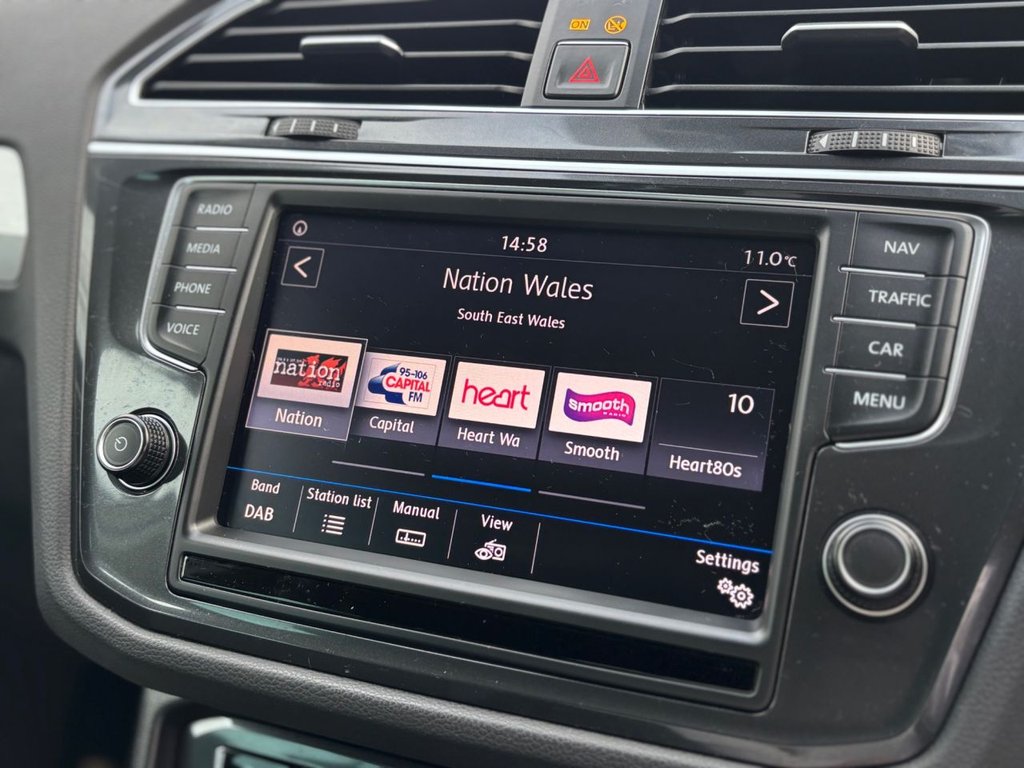 ON
RADIO
MEDIA
PHONE
VOICE
14:58
11.0°C
<
Nation Wales
>
South East Wales
nation
radio
Nation
95-106
CAPITAL
FM
Capital
heart
Heart Wa
smooth
RADIO
Smooth
10
Heart80s
Band
DAB
Station list
Manual
View
Settings
NAV
TRAFFIC
CAR
MENU